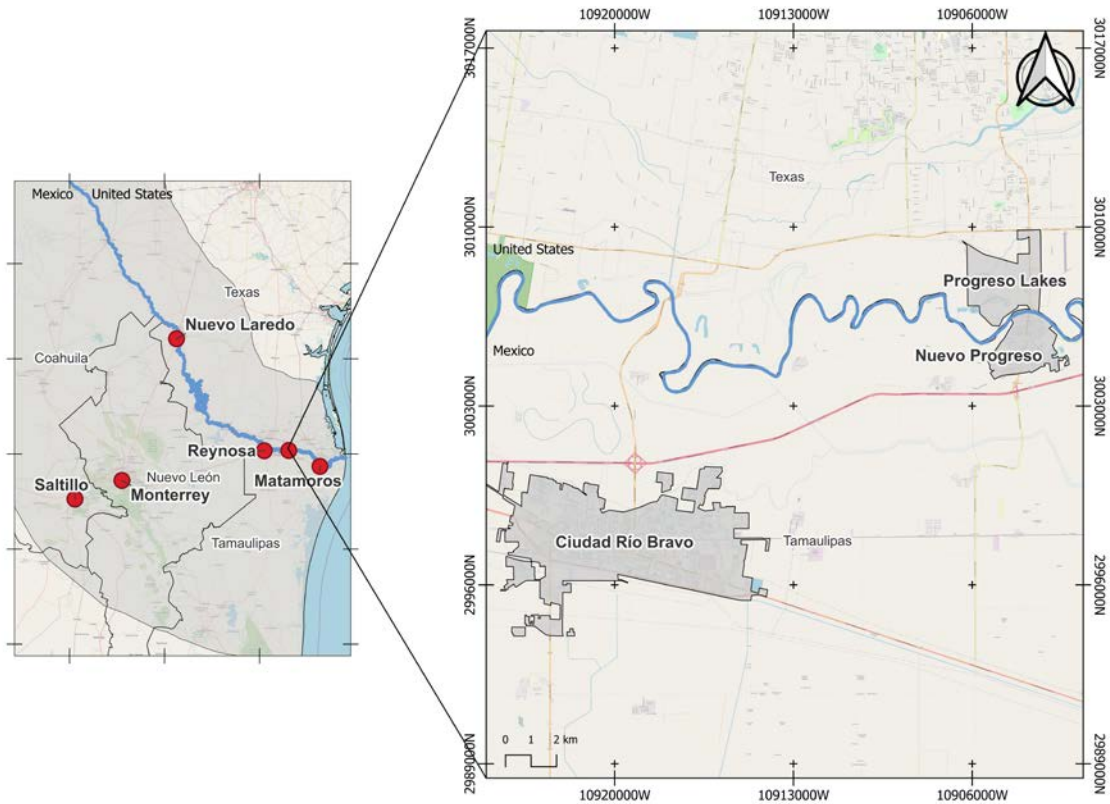 10920000W
10913000W
10906000W
3017000N
3017000N
Mexico
United States
Texas
Nuevo Laredo
Coahuila
Reynosa
Matamoros
Saltillo
Nuevo León
Monterrey
Tamaulipas
Texas
3010000N
3010000N
United States
Progreso Lakes
Mexico
Nuevo Progreso
3003000N
3003000N
Ciudad Río Bravo
Tamaulipas
2996000N
2996000N
0 1 2 km
2989000N
2989000N
10920000W
10913000W
10906000W